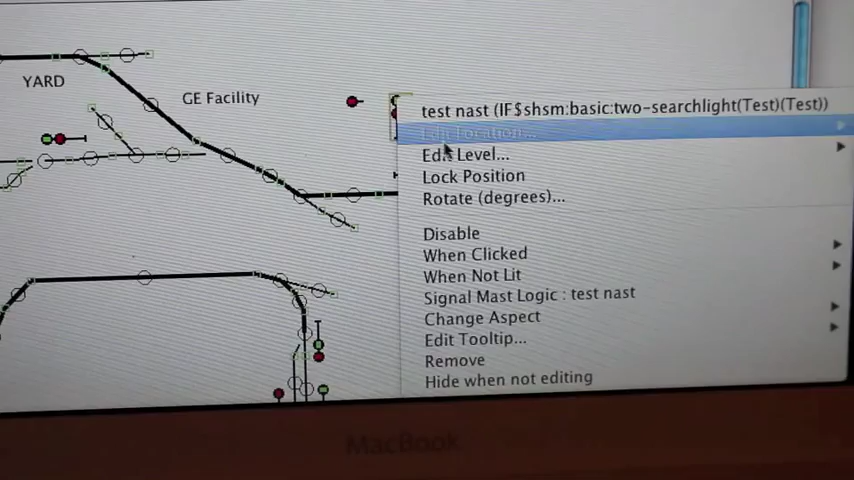 YARD
GE Facility
test nast (IF$shsm:basic:two-searchlight(Test)(Test))
Edit Location...
Edit Level...
Lock Position
Rotate (degrees)...
Disable
When Clicked
When Not Lit
Signal Mast Logic : test nast
Change Aspect
Edit Tooltip...
Remove
Hide when not editing
MacBook